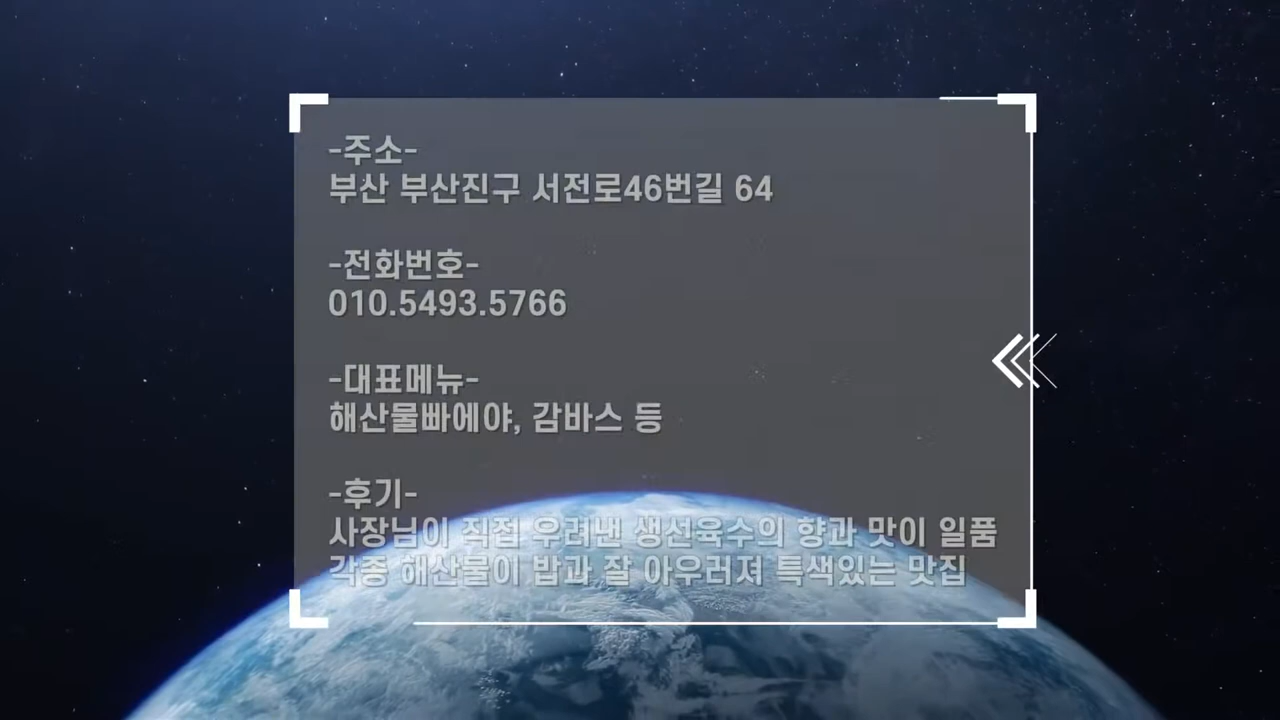 -주소-
부산 부산진구 서전로46번길 64
-전화번호-
010.5493.5766
-대표메뉴-
해산물빠에야, 감바스 등
-후기-
사장님이 직접 우려낸 생선육수의 향과 맛이 일품
각종 해산물이 밥과 잘 아우러져 특색있는 맛집